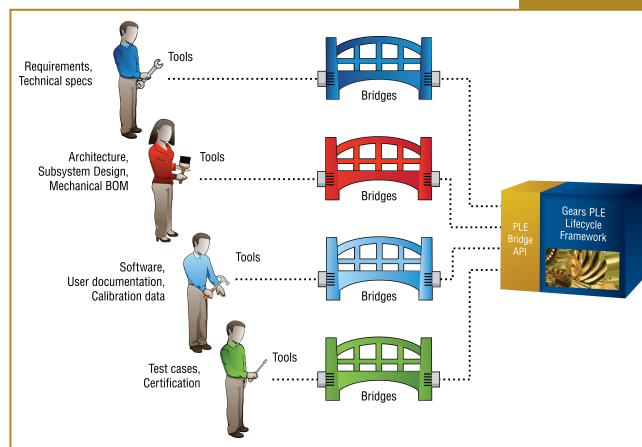 Requirements,
Technical specs
Tools
Bridges
Architecture,
Subsystem Design,
Mechanical BOM
Tools
Bridges
Software,
User documentation,
Calibration data
Tools
Bridges
Test cases,
Certification
Tools
Bridges
PLE
Bridge
API
Gears PLE
Lifecycle
Framework